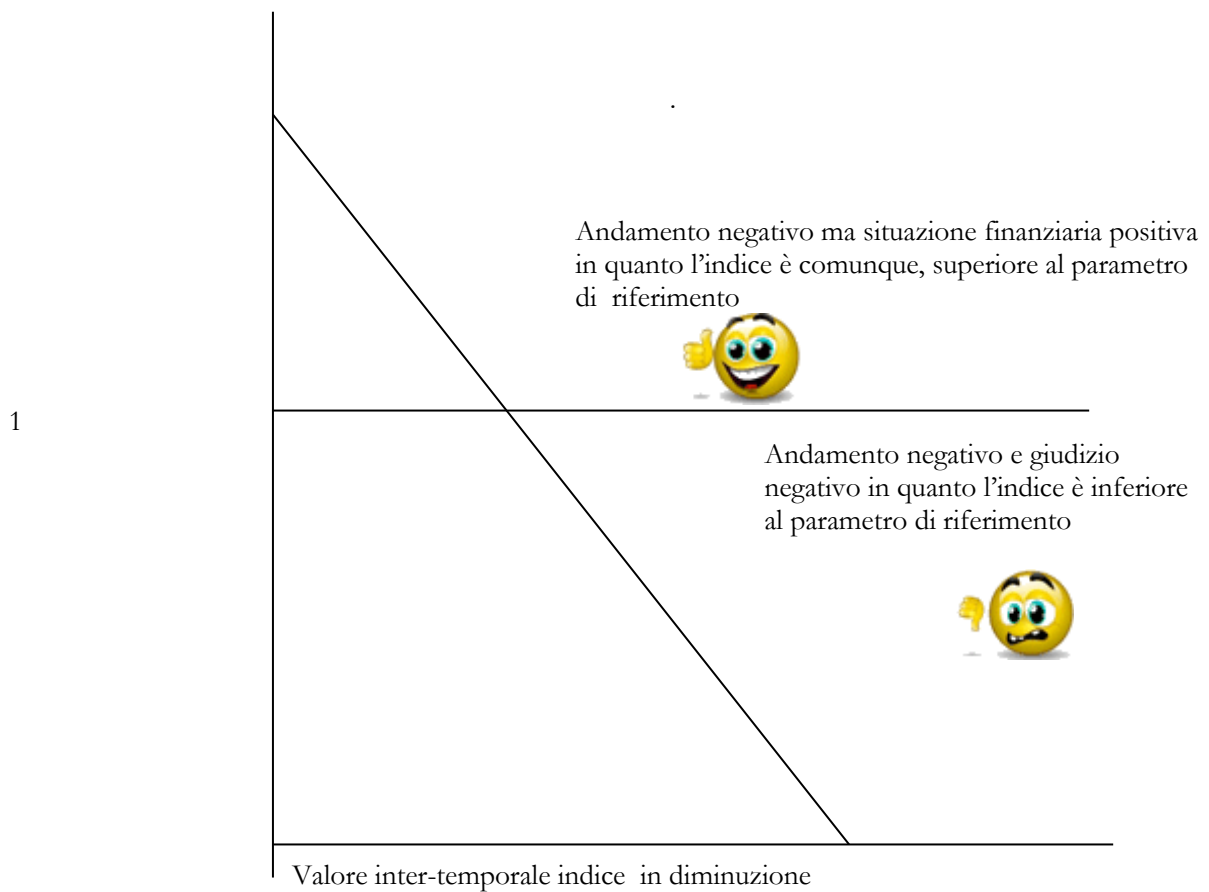 Andamento negativo ma situazione finanziaria positiva
in quanto l’indice è comunque, superiore al parametro
di riferimento
1
Andamento negativo e giudizio
negativo in quanto l’indice è inferiore
al parametro di riferimento
Valore inter-temporale indice in diminuzione